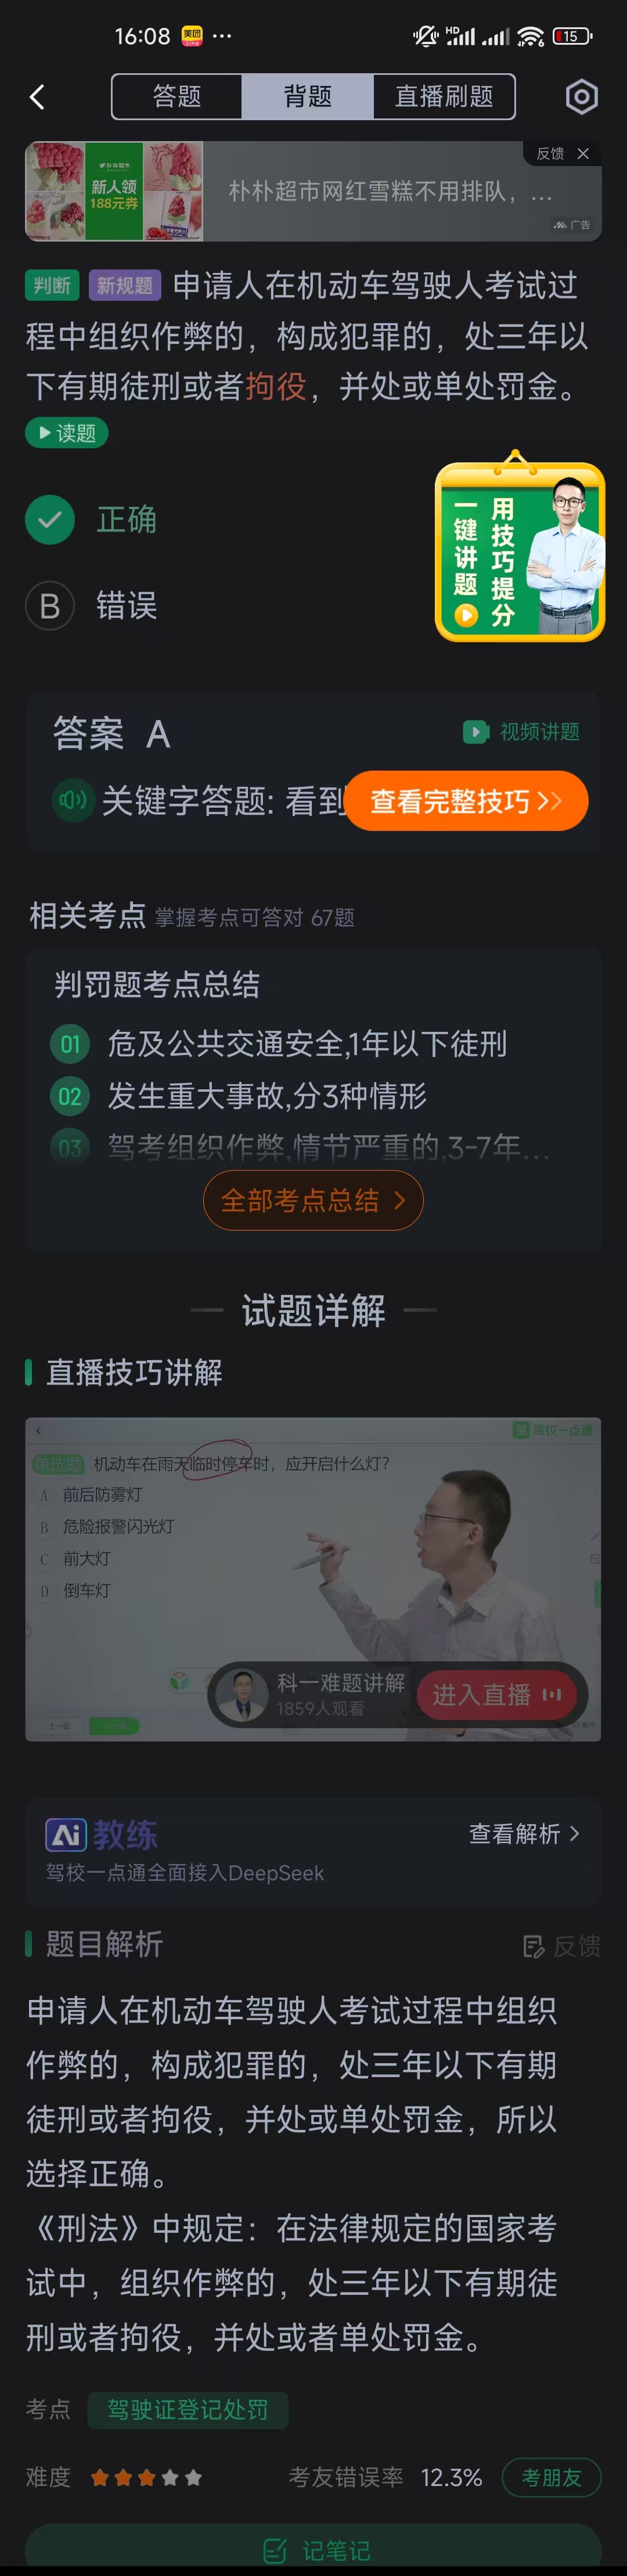 16:08 美团 ... HD 6 15
答题 背题 直播刷题
朴朴超市
新人领
188元券
朴朴超市网红雪糕不用排队，...
反馈 ×
广告
判断 新规题 申请人在机动车驾驶人考试过
程中组织作弊的，构成犯罪的，处三年以
下有期徒刑或者拘役，并处或单处罚金。
读题
正确
B 错误
一键讲题
用技巧提分
答案 A
视频讲题
关键字答题: 看到
查看完整技巧
相关考点 掌握考点可答对 67题
判罚题考点总结
01 危及公共交通安全,1年以下徒刑
02 发生重大事故,分3种情形
03 驾考组织作弊,情节严重的,3-7年...
全部考点总结 >
试题详解
直播技巧讲解
驾校一点通
单选题 机动车在雨天临时停车时，应开启什么灯?
A 前后防雾灯
B 危险报警闪光灯
C 前大灯
D 倒车灯
科一难题讲解
1859人观看
进入直播
上一题
Ai 教练
查看解析 >
驾校一点通全面接入DeepSeek
题目解析
反馈
申请人在机动车驾驶人考试过程中组织
作弊的，构成犯罪的，处三年以下有期
徒刑或者拘役，并处或单处罚金，所以
选择正确。
《刑法》中规定：在法律规定的国家考
试中，组织作弊的，处三年以下有期徒
刑或者拘役，并处或者单处罚金。
考点 驾驶证登记处罚
难度 考友错误率 12.3% 考朋友
记笔记